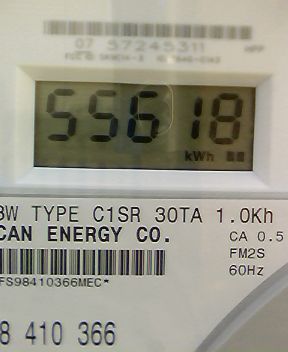 07 57245311 HPP
55618
kWh
3W TYPE C1SR 30TA 1.0Kh
CAN ENERGY CO. CA 0.5
FM2S
60Hz
FS98410366MEC*
8 410 366